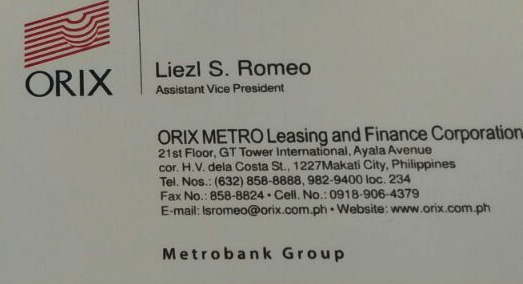 ORIX
Liezl S. Romeo
Assistant Vice President
ORIX METRO Leasing and Finance Corporation
21st Floor, GT Tower International, Ayala Avenue
cor. H.V. dela Costa St., 1227Makati City, Philippines
Tel. Nos.: (632) 858-8888, 982-9400 loc. 234
Fax No.: 858-8824 • Cell. No.: 0918-906-4379
E-mail: lsromeo@orix.com.ph • Website: www.orix.com.ph
Metrobank Group